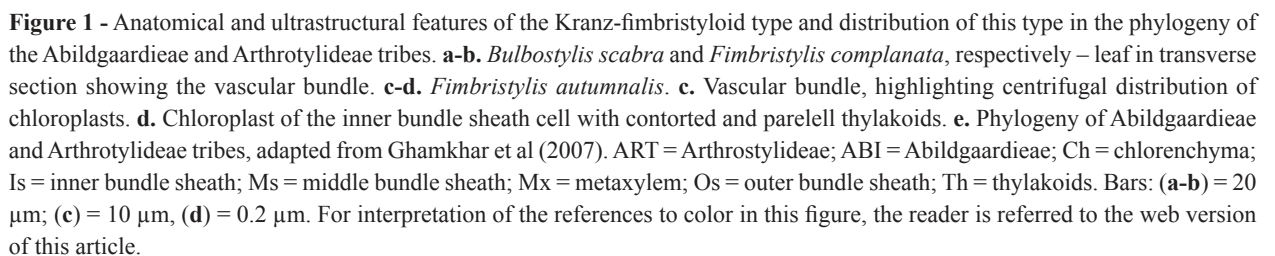 Figure 1 - Anatomical and ultrastructural features of the Kranz-fimbristyloid type and distribution of this type in the phylogeny of
the Abildgaardieae and Arthrotylideae tribes. a-b. Bulbostylis scabra and Fimbristylis complanata, respectively – leaf in transverse
section showing the vascular bundle. c-d. Fimbristylis autumnalis. c. Vascular bundle, highlighting centrifugal distribution of
chloroplasts. d. Chloroplast of the inner bundle sheath cell with contorted and parelell thylakoids. e. Phylogeny of Abildgaardieae
and Arthrotylideae tribes, adapted from Ghamkhar et al (2007). ART = Arthrostylideae; ABI = Abildgaardieae; Ch = chlorenchyma;
Is = inner bundle sheath; Ms = middle bundle sheath; Mx = metaxylem; Os = outer bundle sheath; Th = thylakoids. Bars: (a-b) = 20
µm; (c) = 10 µm, (d) = 0.2 µm. For interpretation of the references to color in this figure, the reader is referred to the web version
of this article.